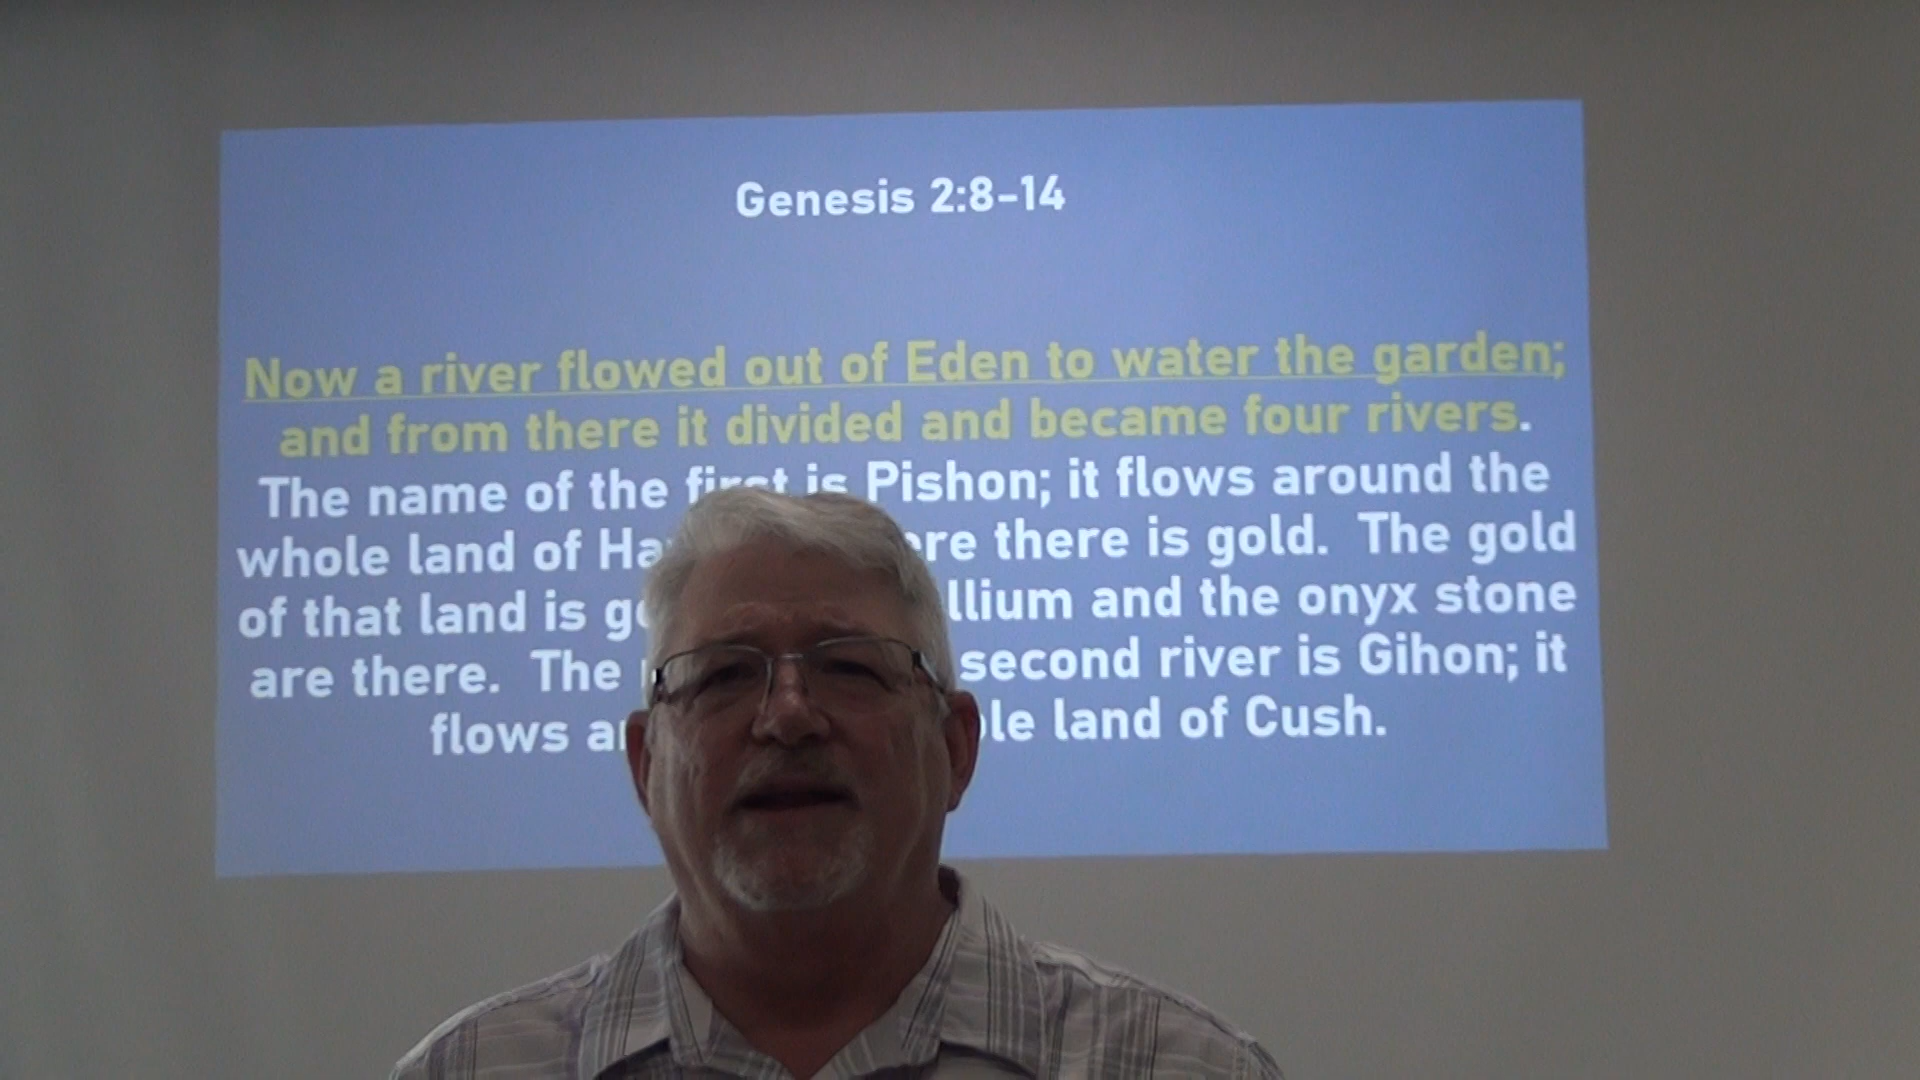 Genesis 2:8-14
Now a river flowed out of Eden to water the garden;
and from there it divided and became four rivers.
The name of the first is Pishon; it flows around the
whole land of there is gold. The gold
of that land is and the onyx stone
are there. The second river is Gihon; it
flows land of Cush.